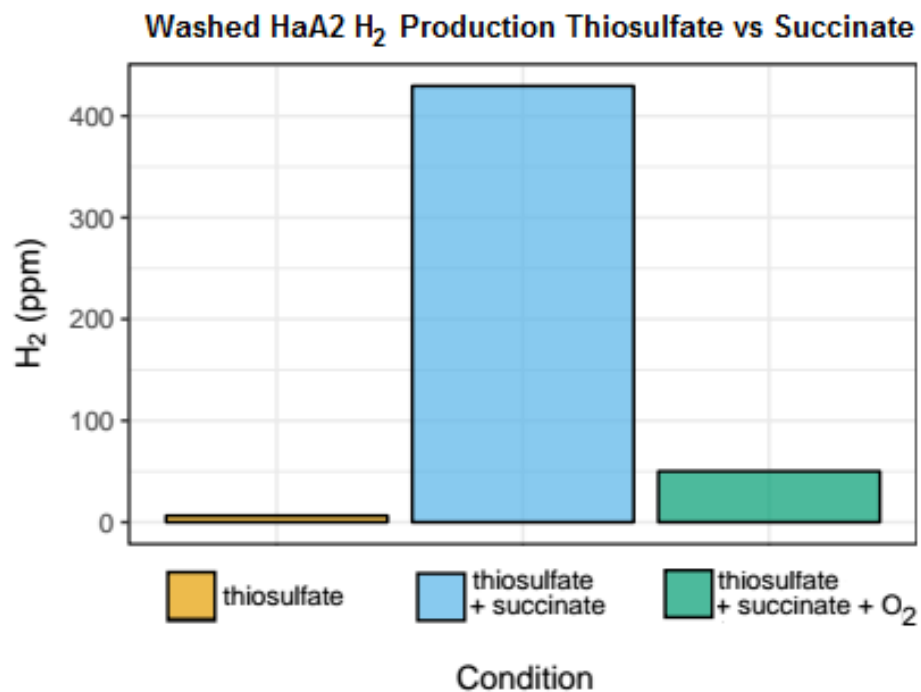 Washed HaA2 H₂ Production Thiosulfate vs Succinate
H₂ (ppm)
400
300
200
100
0
thiosulfate
thiosulfate
+ succinate
thiosulfate
+ succinate + O₂
Condition